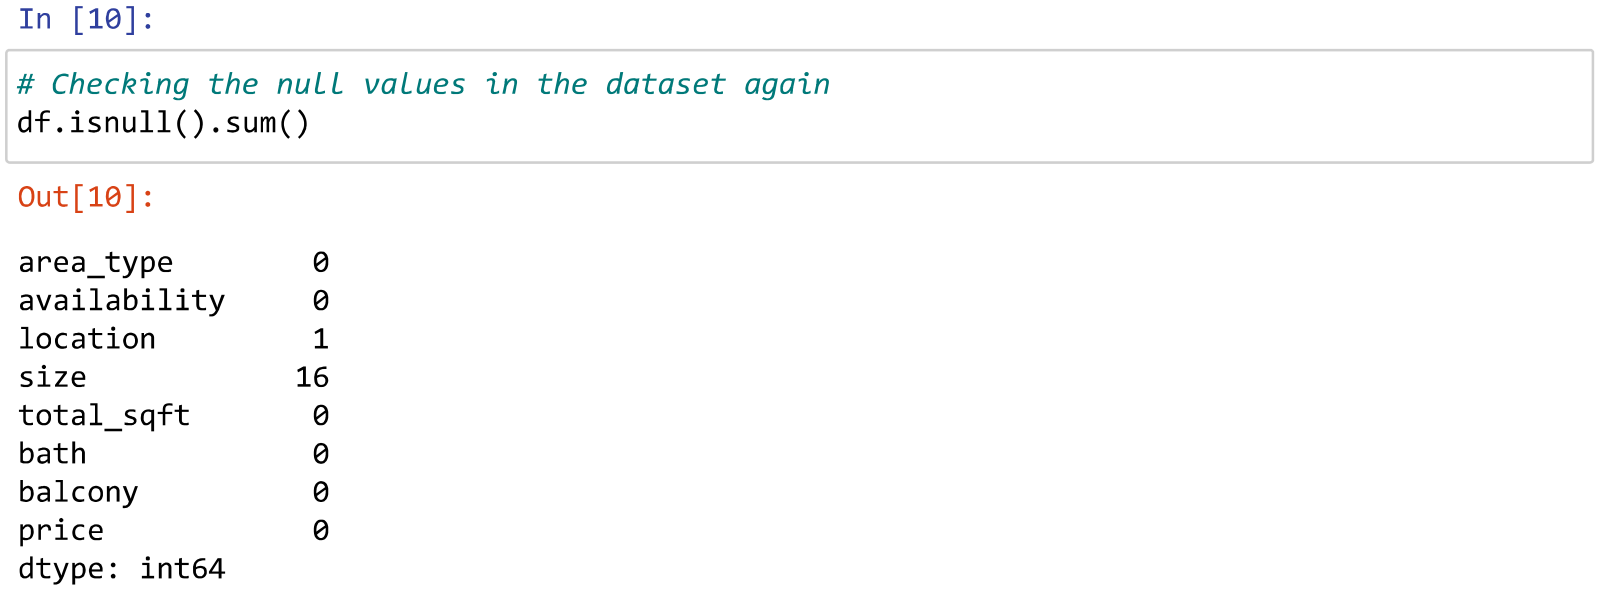 In [10]:
# Checking the null values in the dataset again
df.isnull().sum()
Out[10]:
area_type        0
availability     0
location         1
size            16
total_sqft       0
bath             0
balcony          0
price            0
dtype: int64